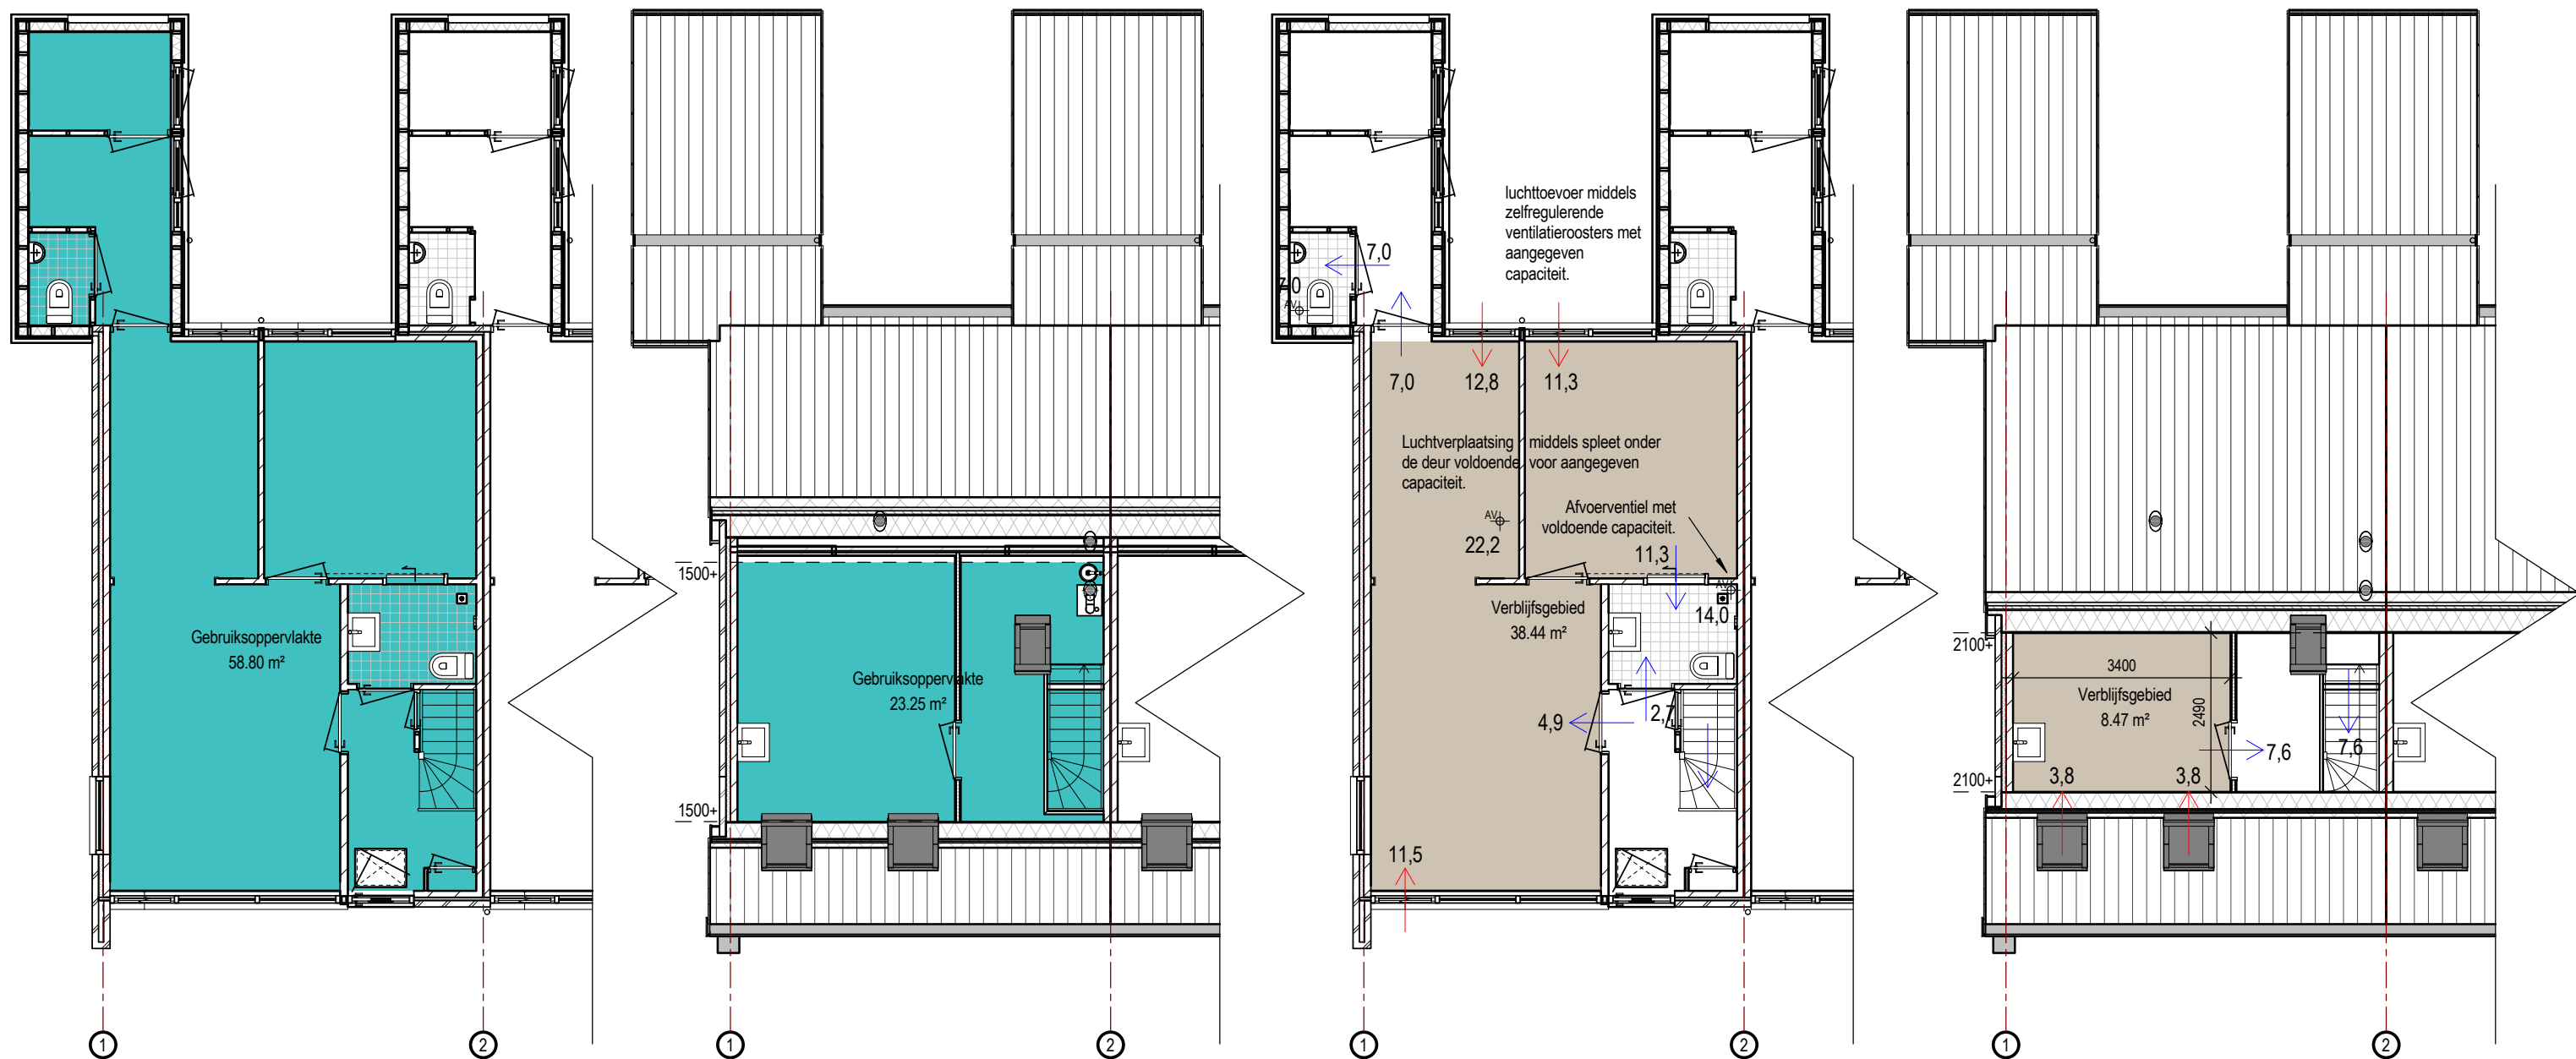 Gebruiksoppervlakte
58.80 m²
1
2
1500+
Gebruiksoppervlakte
23.25 m²
1500+
1
2
luchttoevoer middels
zelfregulerende
ventilatieroosters met
aangegeven
capaciteit.
7,0
7,0
AV
7,0
12,8
11,3
Luchtverplaatsing middels spleet onder
de deur voldoende voor aangegeven
capaciteit.
Afvoerventiel met
voldoende capaciteit.
AV
22,2
11,3
AV
14,0
Verblijfsgebied
38.44 m²
4,9
2,7
11,5
1
2
2100+
3400
Verblijfsgebied
8.47 m²
2490
7,6
7,6
2100+
3,8
3,8
1
2